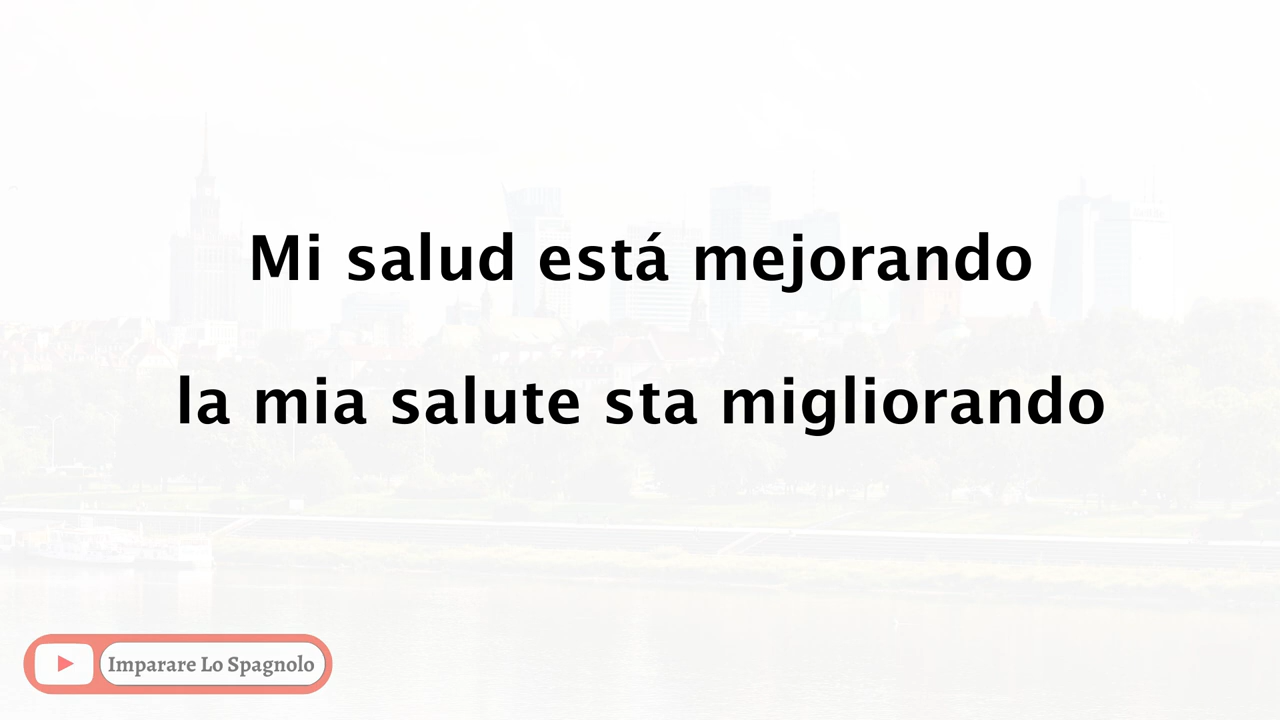 Mi salud está mejorando
la mia salute sta migliorando
Imparare Lo Spagnolo